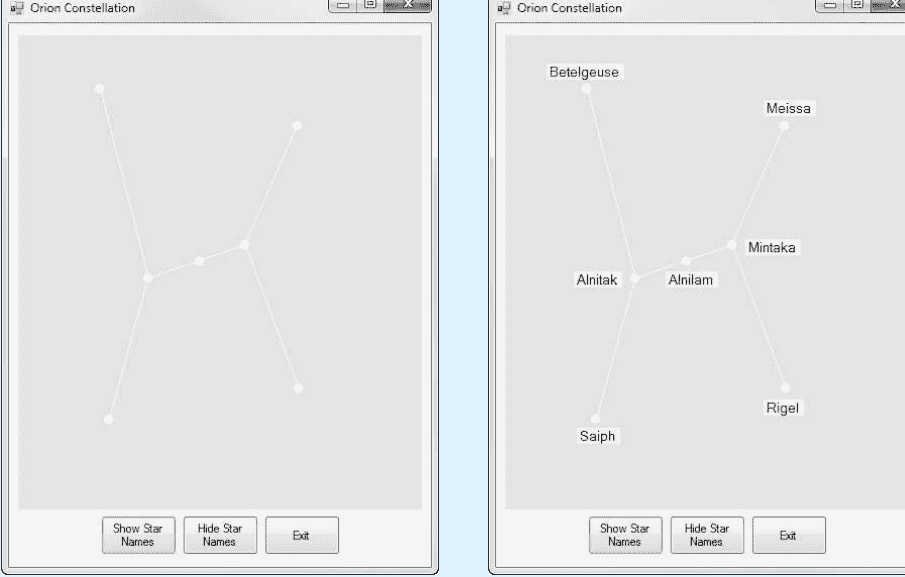 Orion Constellation
Show Star
Names
Hide Star
Names
Exit
Orion Constellation
Betelgeuse
Meissa
Mintaka
Alnitak
Alnilam
Rigel
Saiph
Show Star
Names
Hide Star
Names
Exit